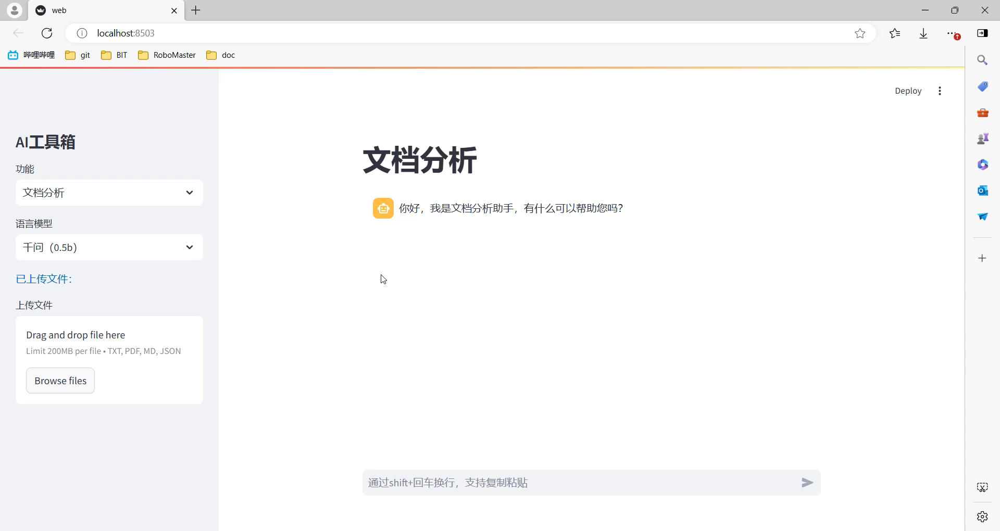 web
localhost:8503
哔哩哔哩 git BIT RoboMaster doc
Deploy
AI工具箱
功能
文档分析
语言模型
千问（0.5b）
已上传文件：
上传文件
Drag and drop file here
Limit 200MB per file • TXT, PDF, MD, JSON
Browse files
文档分析
你好，我是文档分析助手，有什么可以帮助您吗？
通过shift+回车换行，支持复制粘贴